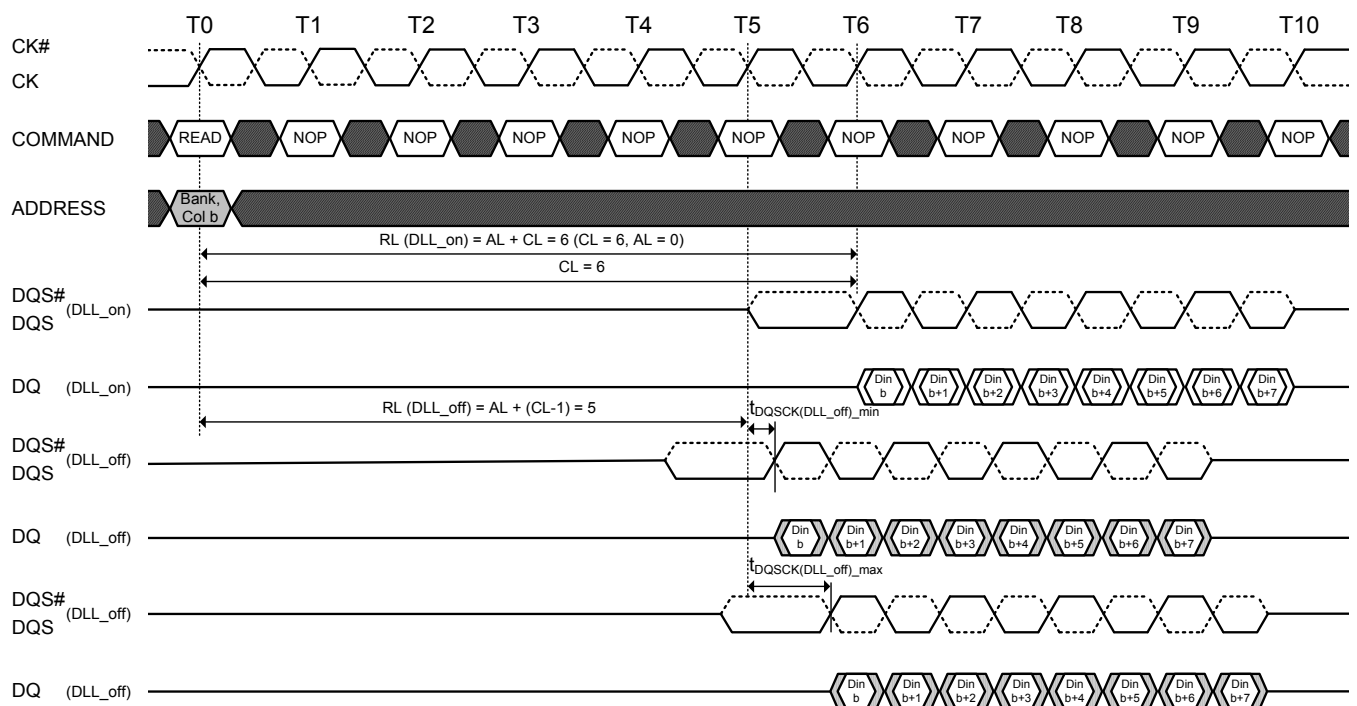 T0 T1 T2 T3 T4 T5 T6 T7 T8 T9 T10
CK#
CK
COMMAND READ NOP NOP NOP NOP NOP NOP NOP NOP NOP NOP
ADDRESS Bank,
Col b
RL (DLL_on) = AL + CL = 6 (CL = 6, AL = 0)
CL = 6
DQS#
(DLL_on)
DQS
DQ (DLL_on) Din b Din b+1 Din b+2 Din b+3 Din b+4 Din b+5 Din b+6 Din b+7
RL (DLL_off) = AL + (CL-1) = 5
tDQSCK(DLL_off)_min
DQS#
(DLL_off)
DQS
DQ (DLL_off) Din b Din b+1 Din b+2 Din b+3 Din b+4 Din b+5 Din b+6 Din b+7
tDQSCK(DLL_off)_max
DQS#
(DLL_off)
DQS
DQ (DLL_off) Din b Din b+1 Din b+2 Din b+3 Din b+4 Din b+5 Din b+6 Din b+7